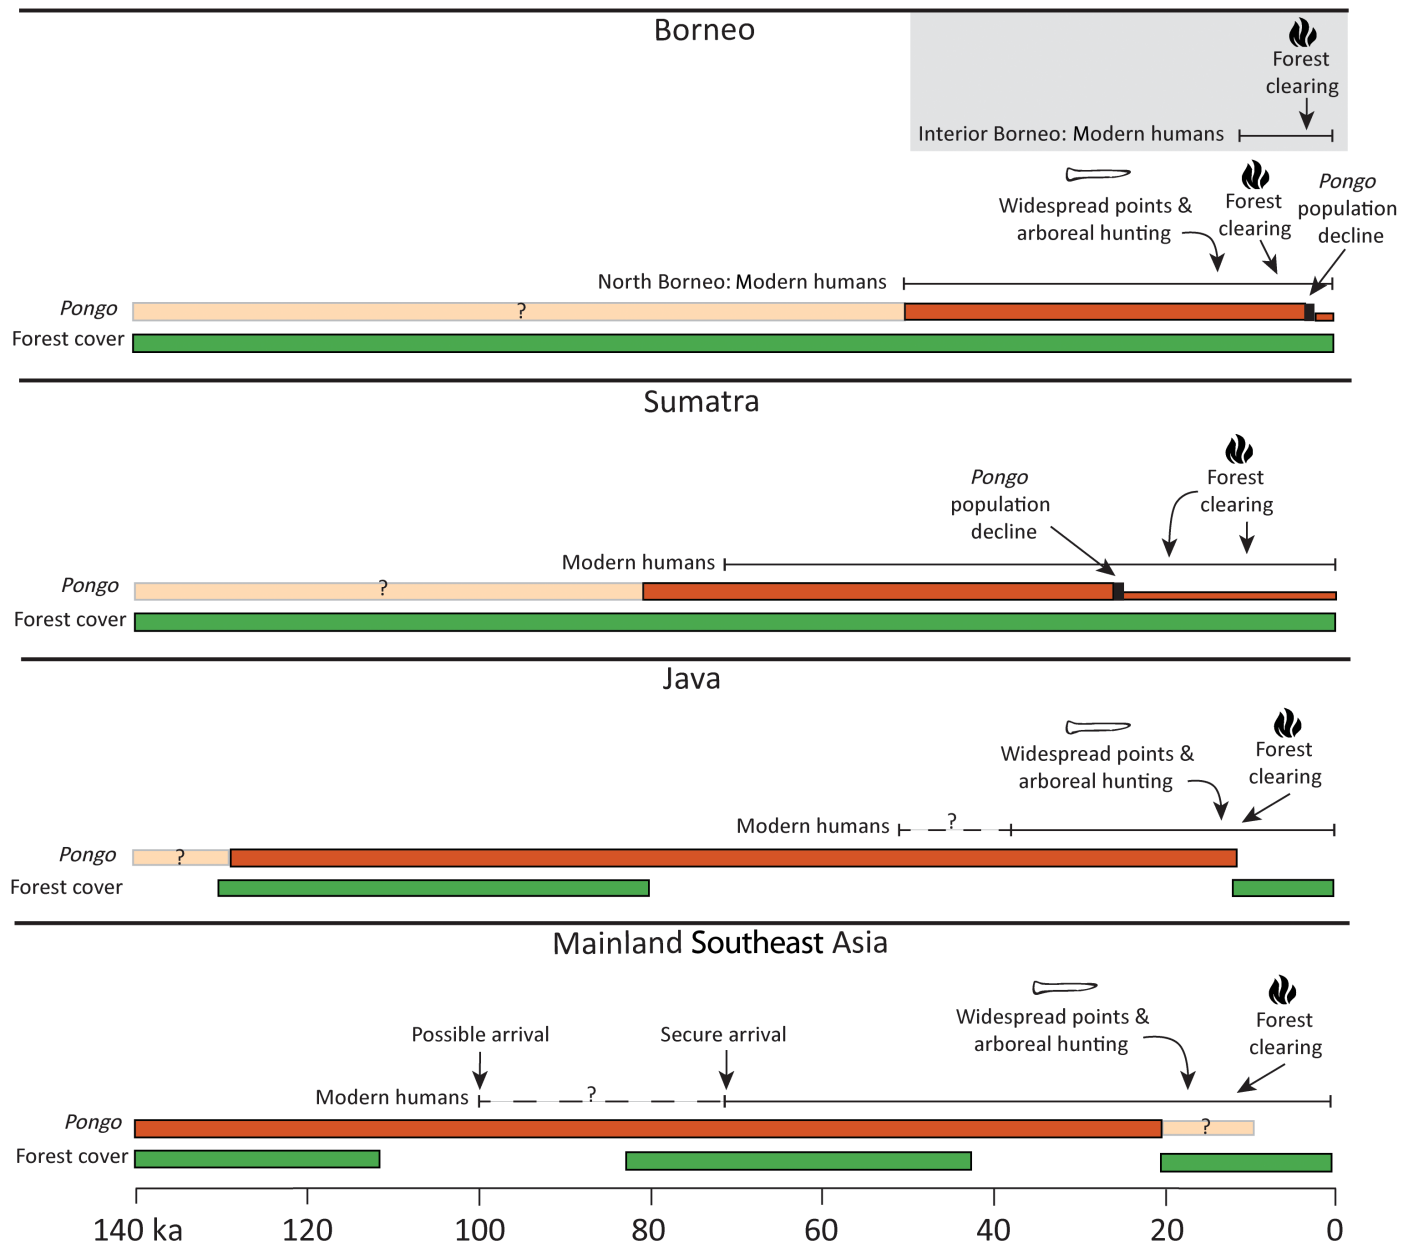 Borneo
Forest
clearing
Interior Borneo: Modern humans
Widespread points &
arboreal hunting
Forest
clearing
Pongo
population
decline
North Borneo: Modern humans
Pongo
?
Forest cover
Sumatra
Pongo
population
decline
Forest
clearing
Modern humans
Pongo
?
Forest cover
Java
Widespread points &
arboreal hunting
Forest
clearing
Modern humans
?
Pongo
?
Forest cover
Mainland Southeast Asia
Possible arrival
Secure arrival
Widespread points &
arboreal hunting
Forest
clearing
Modern humans
?
Pongo
?
Forest cover
140 ka 120 100 80 60 40 20 0